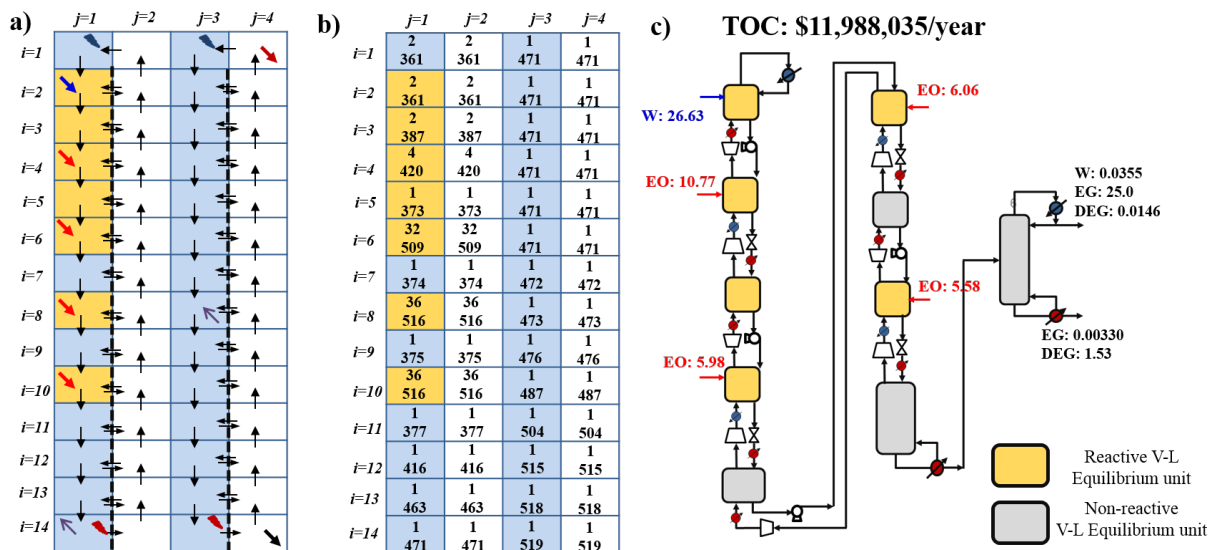 a)
j=1 j=2 j=3 j=4
i=1
i=2
i=3
i=4
i=5
i=6
i=7
i=8
i=9
i=10
i=11
i=12
i=13
i=14
b)
j=1 j=2 j=3 j=4
i=1
2 2 1 1
361 361 471 471
i=2
2 2 1 1
361 361 471 471
i=3
2 2 1 1
387 387 471 471
i=4
4 4 1 1
420 420 471 471
i=5
1 1 1 1
373 373 471 471
i=6
32 32 1 1
509 509 471 471
i=7
1 1 1 1
374 374 472 472
i=8
36 36 1 1
516 516 473 473
i=9
1 1 1 1
375 375 476 476
i=10
36 36 1 1
516 516 487 487
i=11
1 1 1 1
377 377 504 504
i=12
1 1 1 1
416 416 515 515
i=13
1 1 1 1
463 463 518 518
i=14
1 1 1 1
471 471 519 519
c)
TOC: $11,988,035/year
W: 26.63
EO: 10.77
EO: 5.98
EO: 6.06
EO: 5.58
6
W: 0.0355
EG: 25.0
DEG: 0.0146
EG: 0.00330
DEG: 1.53
Reactive V-L
Equilibrium unit
Non-reactive
V-L Equilibrium unit